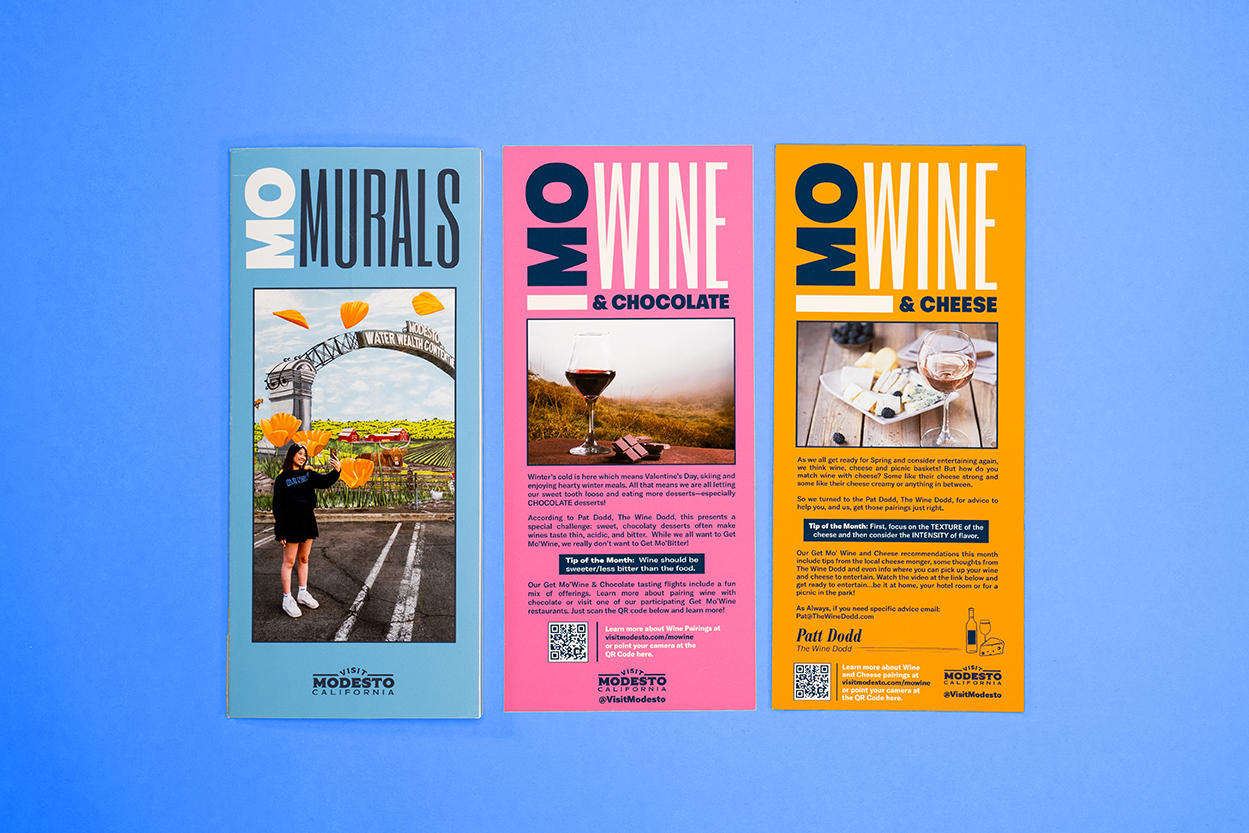 MO
MURALS
MODESTO
WATER WEALTH CONTEN
VISIT
MODESTO
CALIFORNIA
MO
WINE
& CHOCOLATE
Winter's cold is here which means Valentine's Day, skiing and
enjoying hearty winter meals. All that means we are all letting
our sweet tooth loose and eating more desserts—especially
CHOCOLATE desserts!
According to Pat Dodd, The Wine Dodd, this presents a
special challenge: sweet, chocolaty desserts often make
wines taste thin, acidic, and bitter. While we all want to Get
Mo'Wine, we really don't want to Get Mo'Bitter!
Tip of the Month: Wine should be
sweeter/less bitter than the food.
Our Get Mo'Wine & Chocolate tasting flights include a fun
mix of offerings. Learn more about pairing wine with
chocolate or visit one of our participating Get Mo'Wine
restaurants. Just scan the QR code below and learn more!
Learn more about Wine Pairings at
visitmodesto.com/mowine
or point your camera at the
QR Code here.
VISIT
MODESTO
CALIFORNIA
@VisitModesto
MO
WINE
& CHEESE
As we all get ready for Spring and consider entertaining again,
we think wine, cheese and picnic baskets! But how do you
match wine with cheese? Some like their cheese strong and
some like their cheese creamy or anything in between.
So we turned to the Pat Dodd, The Wine Dodd, for advice to
help you, and us, get those pairings just right.
Tip of the Month: First, focus on the TEXTURE of the
cheese and then consider the INTENSITY of flavor.
Our Get Mo' Wine and Cheese recommendations this month
include tips from the local cheese monger, some thoughts from
The Wine Dodd and even info where you can pick up your wine
and cheese to entertain. Watch the video at the link below and
get ready to entertain...be it at home, your hotel room or for a
picnic in the park!
As Always, if you need specific advice email:
Pat@TheWineDodd.com
Patt Dodd
The Wine Dodd
Learn more about Wine
and Cheese pairings at
visitmodesto.com/mowine
or point your camera at
the QR Code here.
VISIT
MODESTO
CALIFORNIA
@VisitModesto